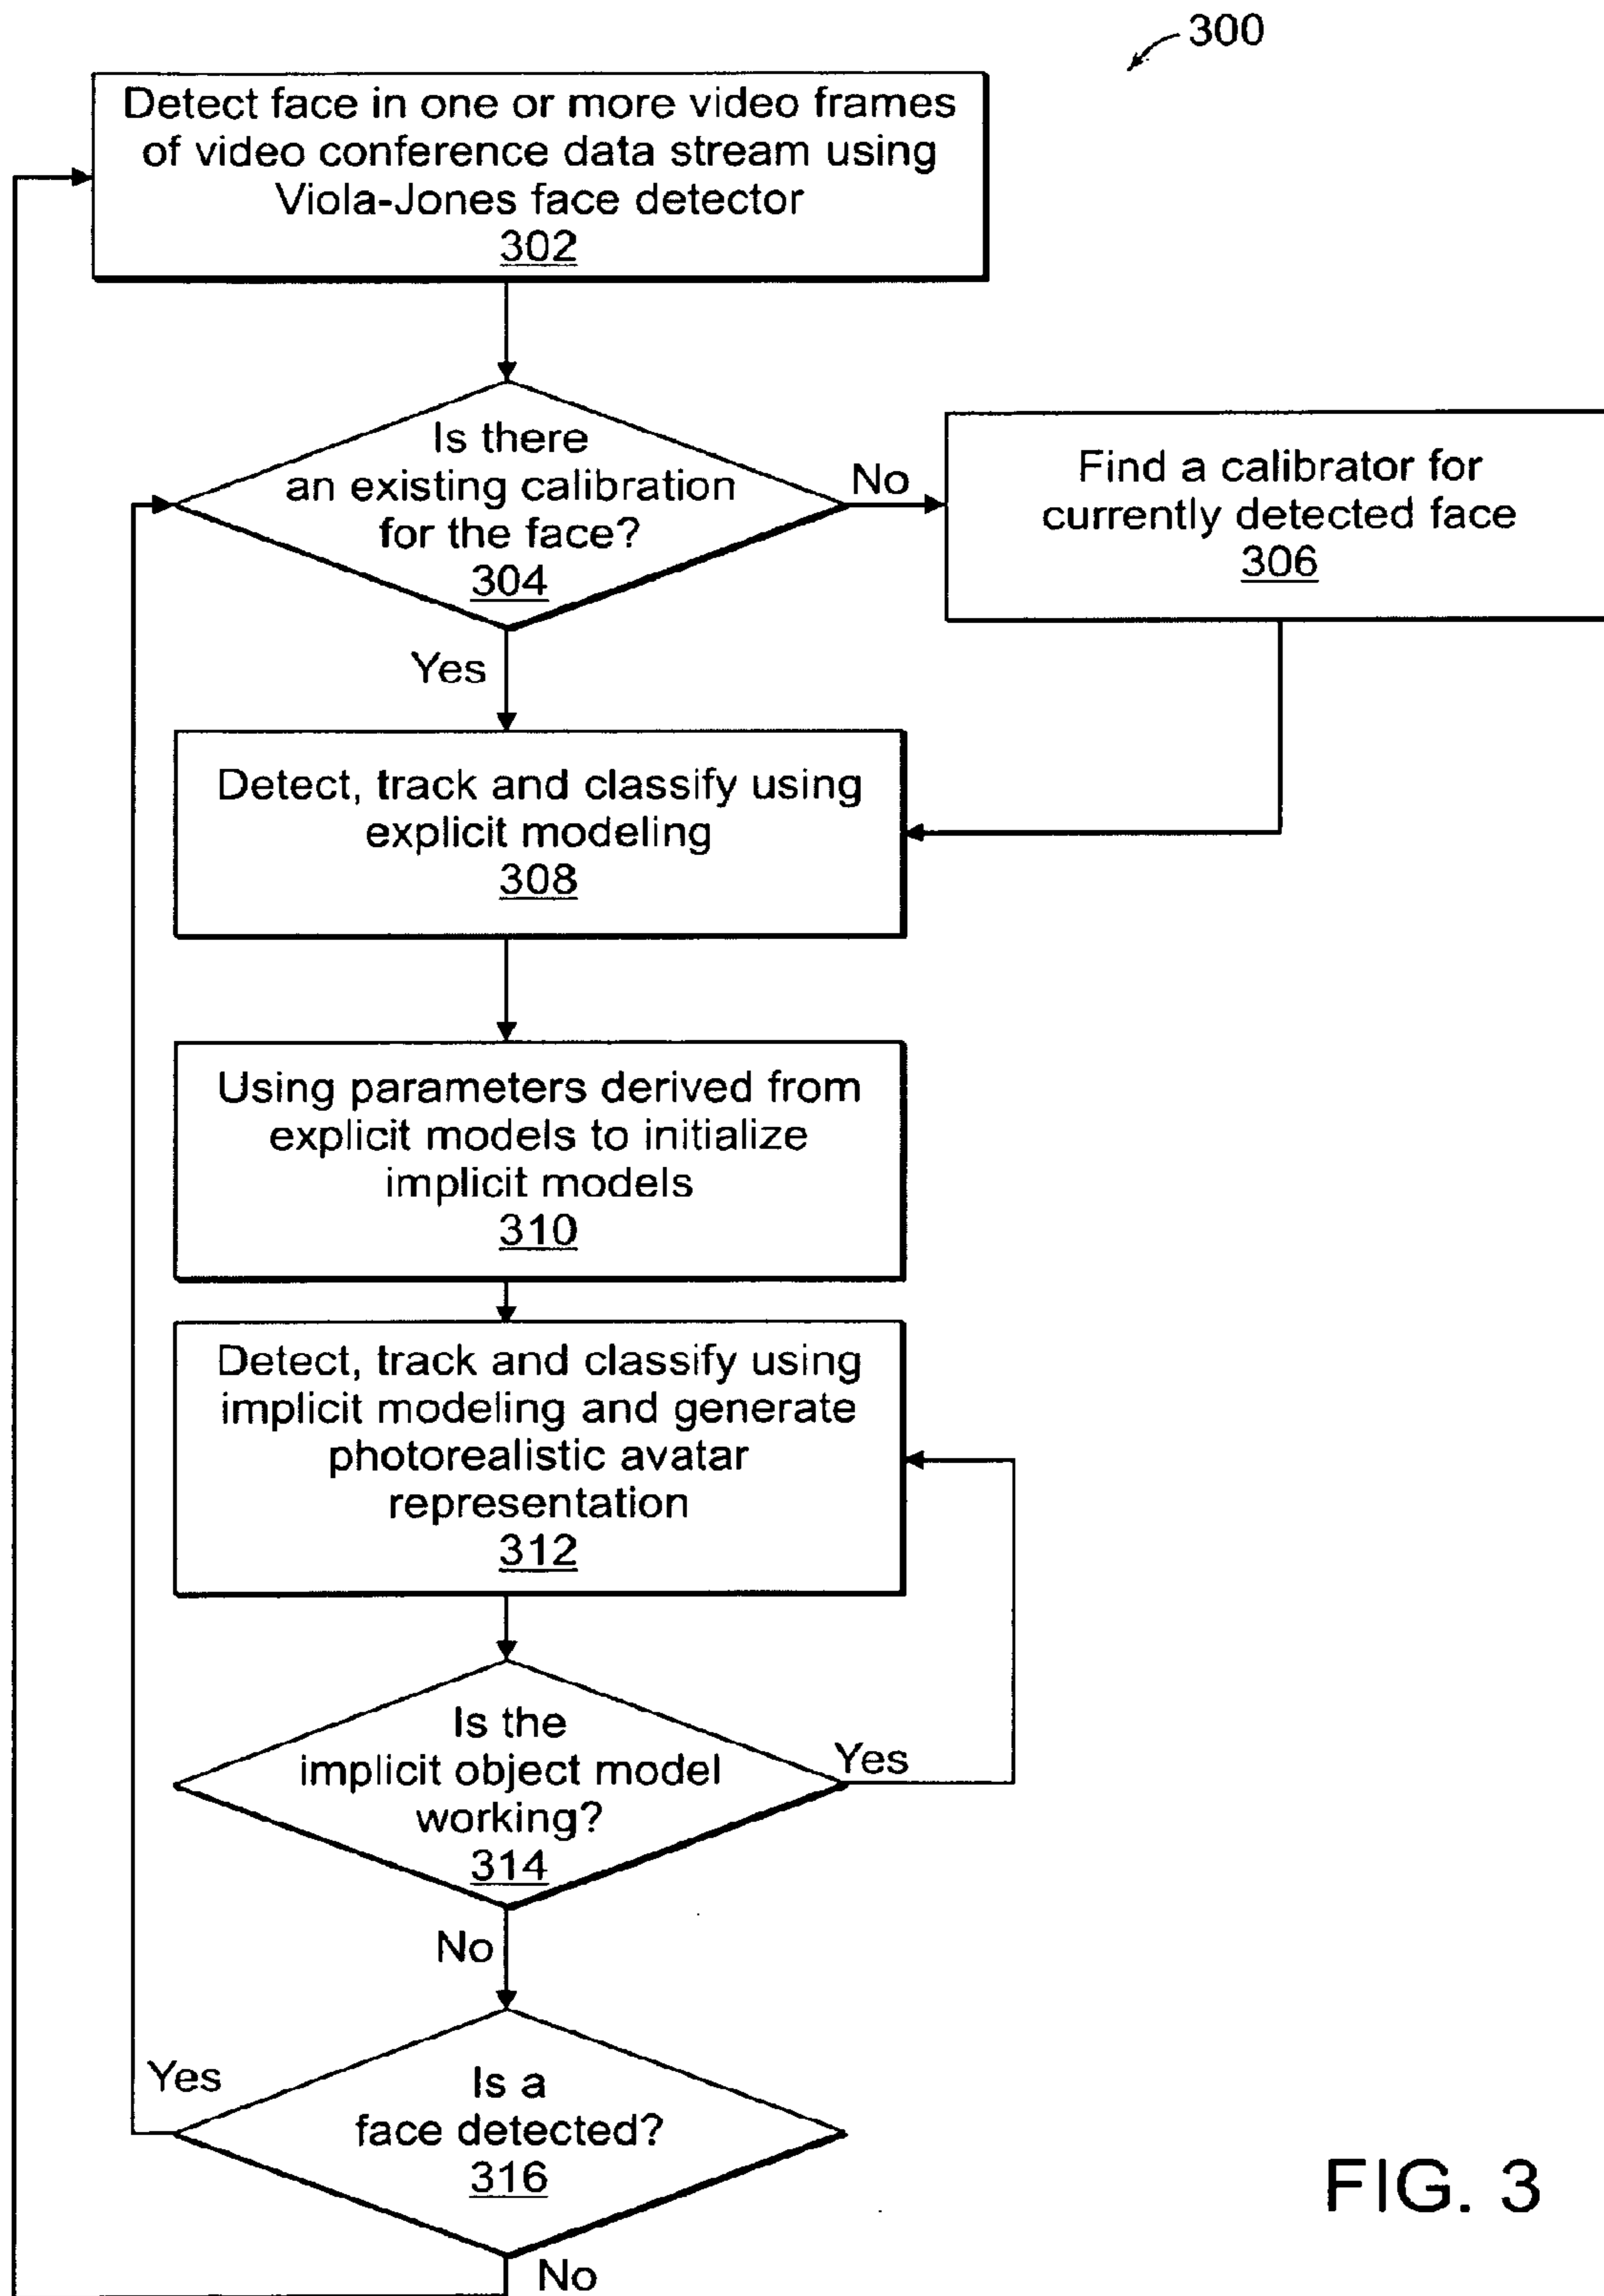 300
Detect face in one or more video frames
of video conference data stream using
Viola-Jones face detector
302
Is there
an existing calibration
for the face?
304
No
Find a calibrator for
currently detected face
306
Yes
Detect, track and classify using
explicit modeling
308
Using parameters derived from
explicit models to initialize
implicit models
310
Detect, track and classify using
implicit modeling and generate
photorealistic avatar
representation
312
Is the
implicit object model
working?
314
Yes
No
Is a
face detected?
316
Yes
No
FIG. 3